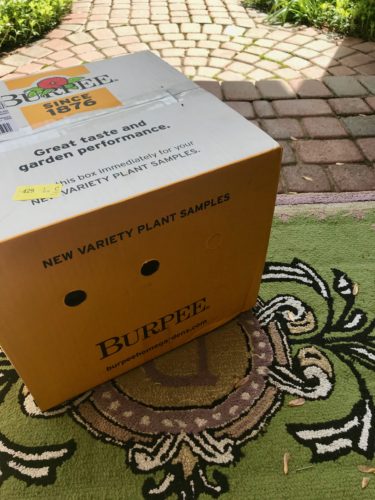 BURPEE.
SINCE
1876
Great taste and
garden performance.
this box immediately for your
NEW VARIETY PLANT SAMPLES.
NEW VARIETY PLANT SAMPLES
BURPEE
burpeehomegardens.com